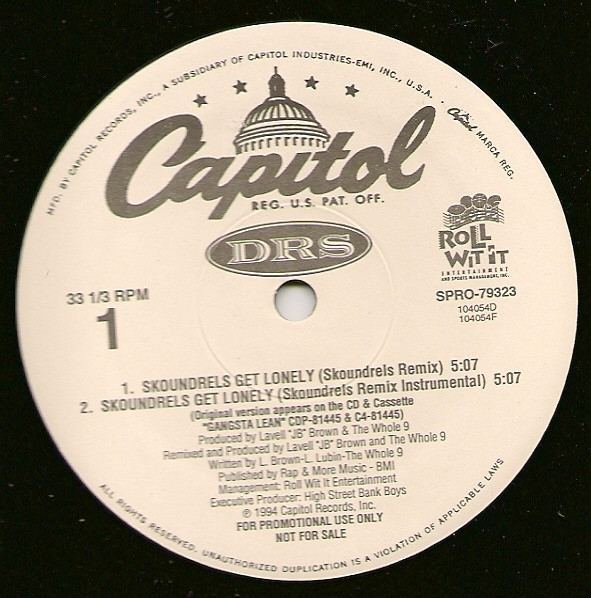 MFD. BY CAPITOL RECORDS, INC., A SUBSIDIARY OF CAPITOL INDUSTRIES-EMI, INC., U.S.A. · Capitol MARCA REG.
Capitol
REG. U.S. PAT. OFF.
DRS
ROLL
WIT IT
ENTERTAINMENT
AND SPORTS MANAGEMENT, INC.
33 1/3 RPM
1
SPRO-79323
104054D
104054F
1. SKOUNDRELS GET LONELY (Skoundrels Remix) 5:07
2. SKOUNDRELS GET LONELY (Skoundrels Remix Instrumental) 5:07
(Original version appears on the CD & Cassette
"GANGSTA LEAN" CDP-81445 & C4-81445)
Produced by Lavell "JB" Brown & The Whole 9
Remixed and Produced by Lavell "JB" Brown and The Whole 9
Written by L. Brown-L. Lubin-The Whole 9
Published by Rap & More Music - BMI
Management: Roll Wit It Entertainment
Executive Producer: High Street Bank Boys
℗ 1994 Capitol Records, Inc.
FOR PROMOTIONAL USE ONLY
NOT FOR SALE
ALL RIGHTS RESERVED. UNAUTHORIZED DUPLICATION IS A VIOLATION OF APPLICABLE LAWS